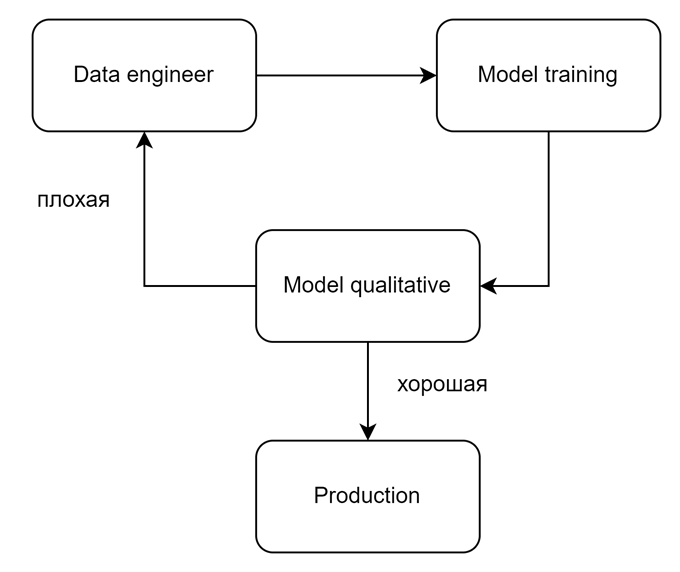 Data engineer
Model training
плохая
Model qualitative
хорошая
Production